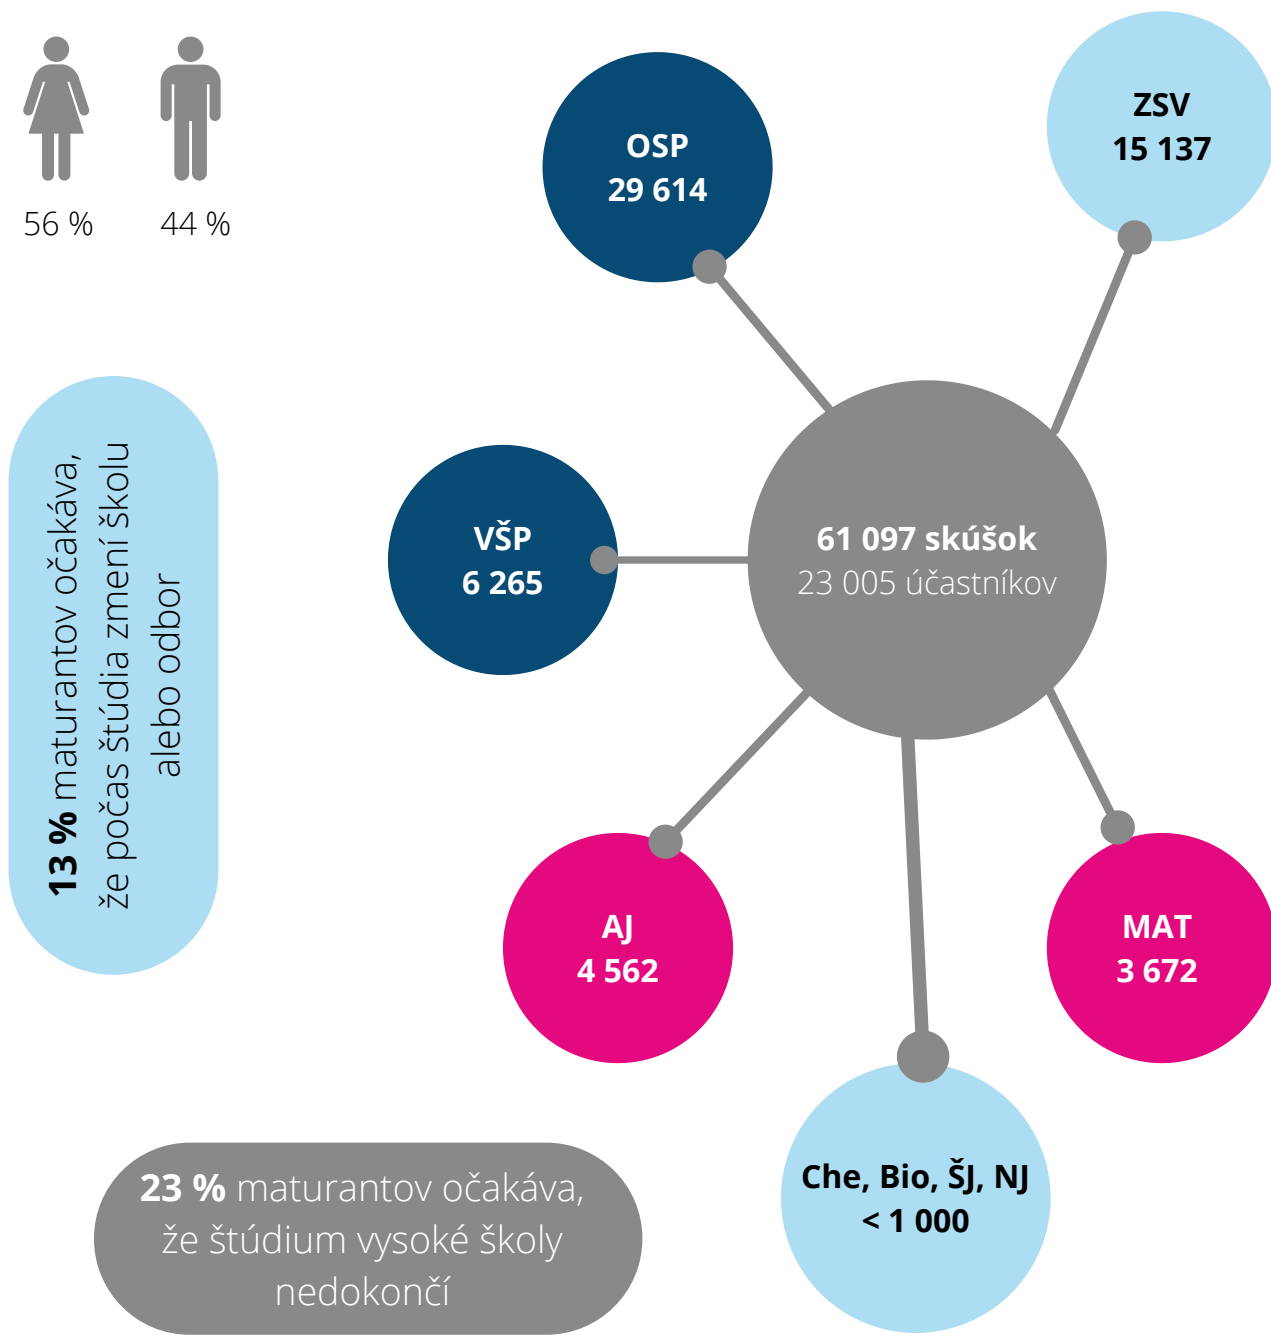 56 %
44 %
OSP
29 614
ZSV
15 137
VŠP
6 265
61 097 skúšok
23 005 účastníkov
13 % maturantov očakáva,
že počas štúdia zmení školu
alebo odbor
AJ
4 562
MAT
3 672
Che, Bio, ŠJ, NJ
< 1 000
23 % maturantov očakáva,
že štúdium vysoké školy
nedokončí